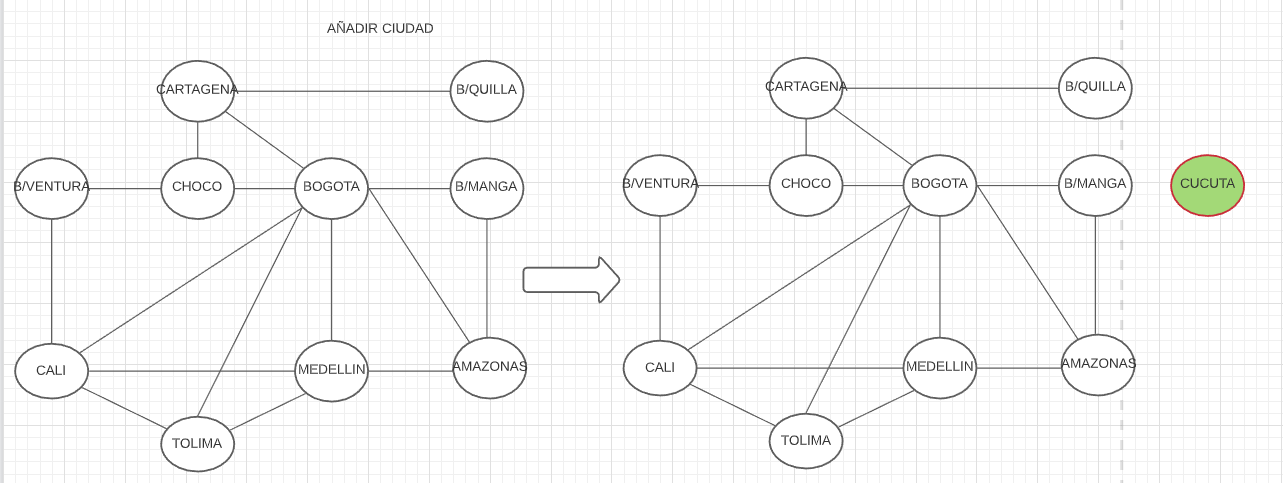 AÑADIR CIUDAD
CARTAGENA
B/QUILLA
B/VENTURA
CHOCO
BOGOTA
B/MANGA
CALI
MEDELLIN
AMAZONAS
TOLIMA
CARTAGENA
B/QUILLA
B/VENTURA
CHOCO
BOGOTA
B/MANGA
CUCUTA
CALI
MEDELLIN
AMAZONAS
TOLIMA